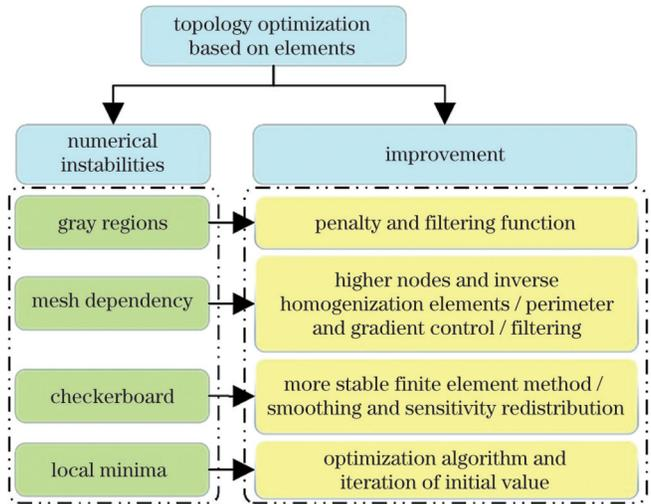 topology optimization
based on elements
numerical
instabilities
improvement
gray regions
penalty and filtering function
mesh dependency
higher nodes and inverse
homogenization elements / perimeter
and gradient control / filtering
checkerboard
more stable finite element method /
smoothing and sensitivity redistribution
local minima
optimization algorithm and
iteration of initial value